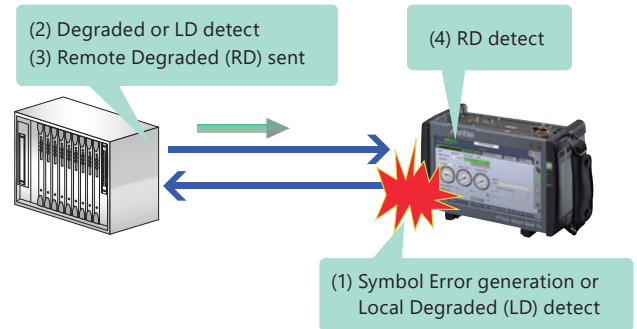 (2) Degraded or LD detect
(3) Remote Degraded (RD) sent
(4) RD detect
(1) Symbol Error generation or
Local Degraded (LD) detect